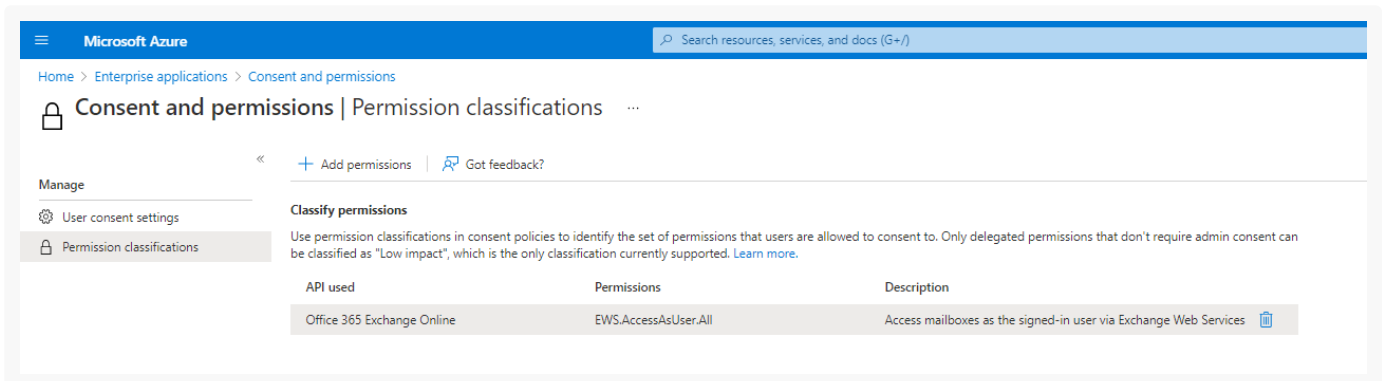 Microsoft Azure
Search resources, services, and docs (G+/)
Home > Enterprise applications > Consent and permissions
Consent and permissions | Permission classifications ...
«
+ Add permissions | Got feedback?
Manage
User consent settings
Permission classifications
Classify permissions
Use permission classifications in consent policies to identify the set of permissions that users are allowed to consent to. Only delegated permissions that don't require admin consent can
be classified as "Low impact", which is the only classification currently supported. Learn more.
API used Permissions Description
Office 365 Exchange Online EWS.AccessAsUser.All Access mailboxes as the signed-in user via Exchange Web Services